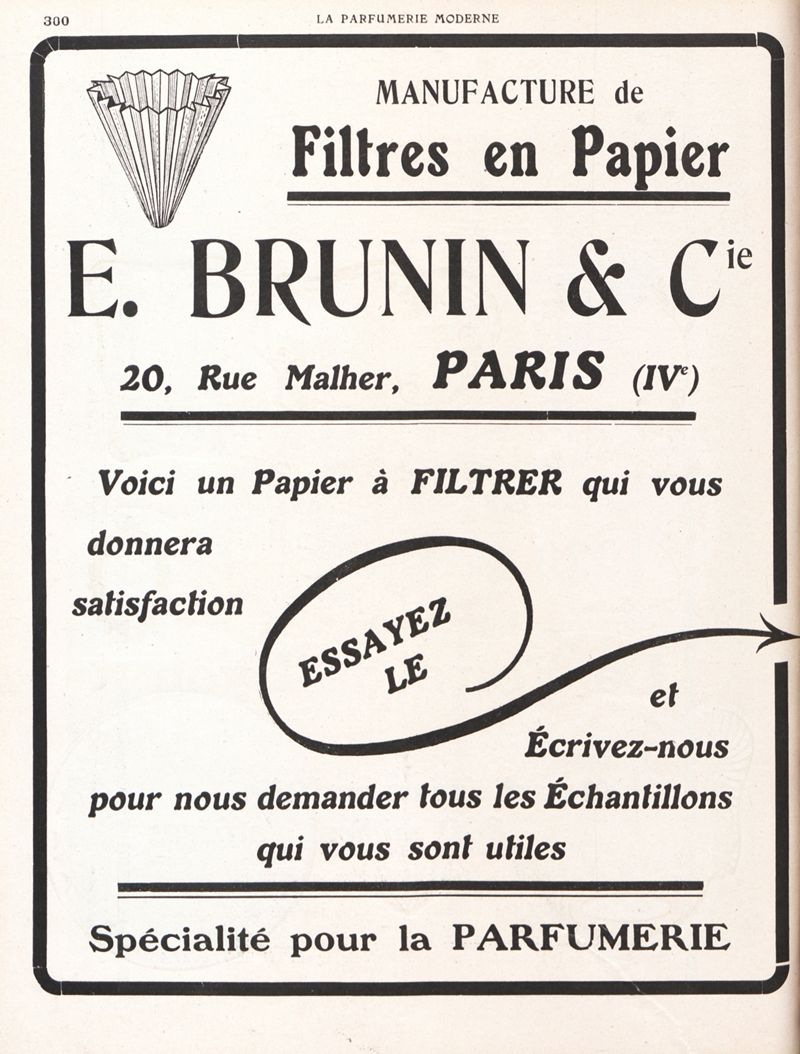 300
LA PARFUMERIE MODERNE
MANUFACTURE de
Filtres en Papier
E. BRUNIN & Cie
20, Rue Malher, PARIS (IVe)
Voici un Papier à FILTRER qui vous
donnera
satisfaction
ESSAYEZ
LE
et
Écrivez-nous
pour nous demander tous les Échantillons
qui vous sont utiles
Spécialité pour la PARFUMERIE